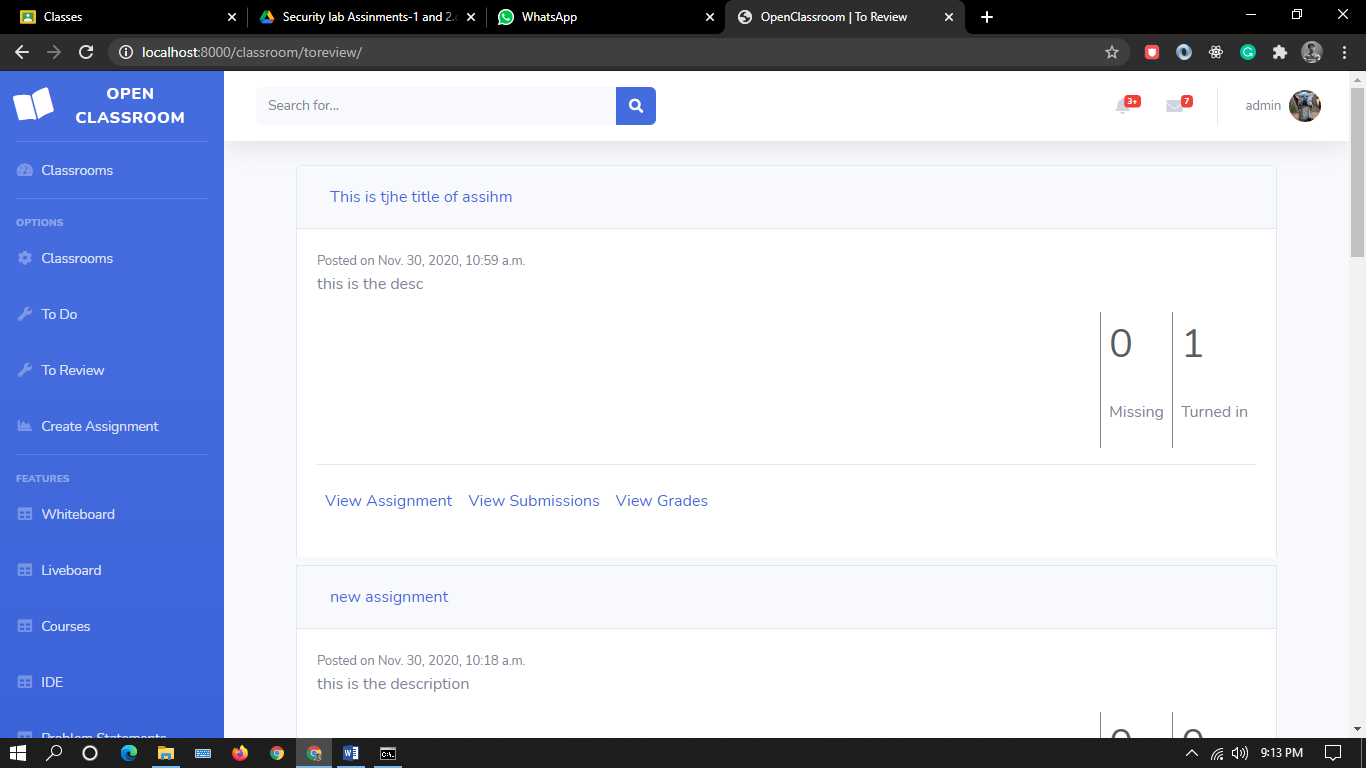 Classes
Security lab Assinments-1 and 2.
WhatsApp
OpenClassroom | To Review
localhost:8000/classroom/toreview/
OPEN
CLASSROOM
Search for...
3+
7
admin
Classrooms
OPTIONS
Classrooms
To Do
To Review
Create Assignment
FEATURES
Whiteboard
Liveboard
Courses
IDE
Problem Statements
This is tjhe title of assihm
Posted on Nov. 30, 2020, 10:59 a.m.
this is the desc
0 1
Missing Turned in
View Assignment View Submissions View Grades
new assignment
Posted on Nov. 30, 2020, 10:18 a.m.
this is the description
0 0
9:13 PM